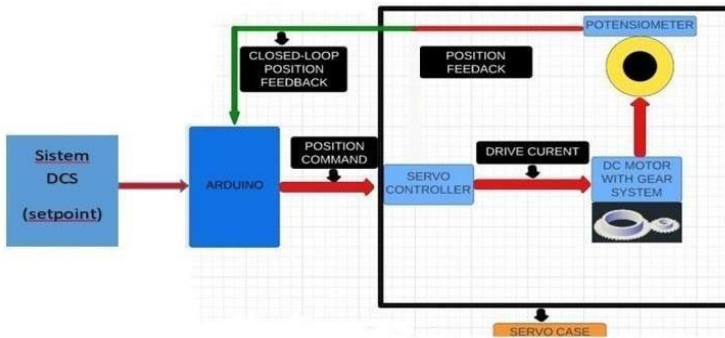 POTENSIOMETER
CLOSED-LOOP
POSITION
FEEDBACK
POSITION
FEEDACK
Sistem
DCS
(setpoint)
ARDUINO
POSITION
COMMAND
SERVO
CONTROLLER
DRIVE CURENT
DC MOTOR
WITH GEAR
SYSTEM
SERVO CASE